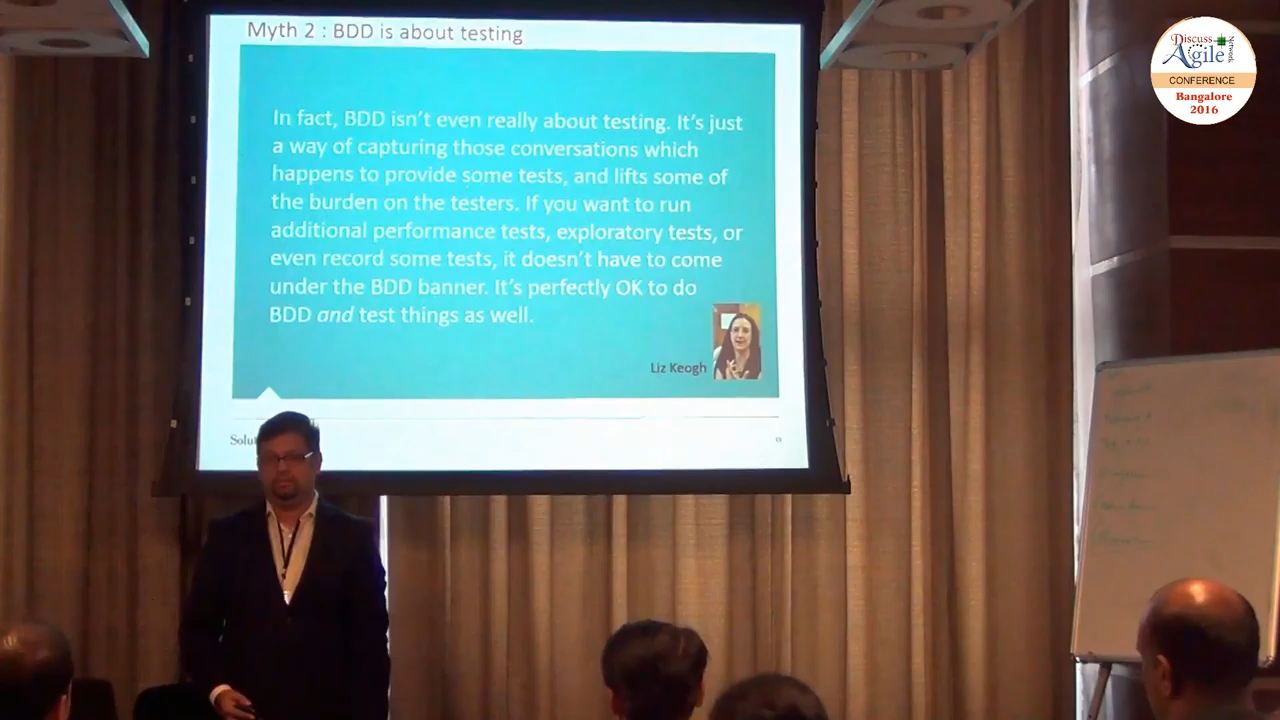 Myth 2 : BDD is about testing
In fact, BDD isn't even really about testing. It's just
a way of capturing those conversations which
happens to provide some tests, and lifts some of
the burden on the testers. If you want to run
additional performance tests, exploratory tests, or
even record some tests, it doesn't have to come
under the BDD banner. It's perfectly OK to do
BDD and test things as well.
Liz Keogh
Discuss
Agile
Network
CONFERENCE
Bangalore
2016